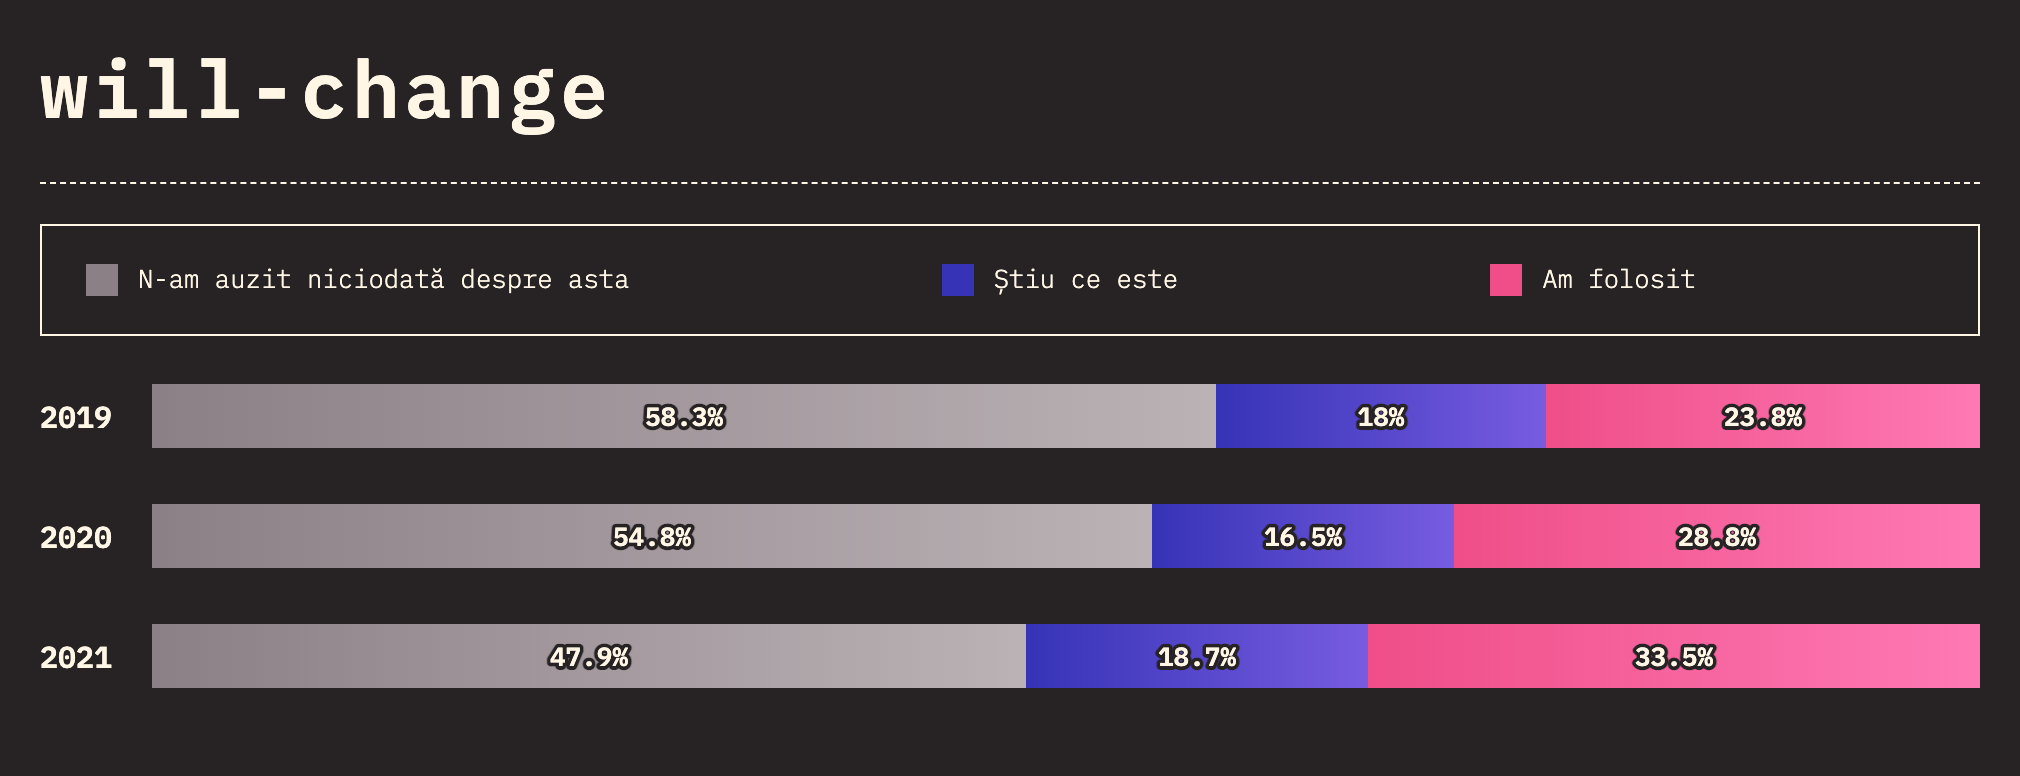 will-change
N-am auzit niciodată despre asta Știu ce este Am folosit
2019 58.3% 18% 23.8%
2020 54.8% 16.5% 28.8%
2021 47.9% 18.7% 33.5%